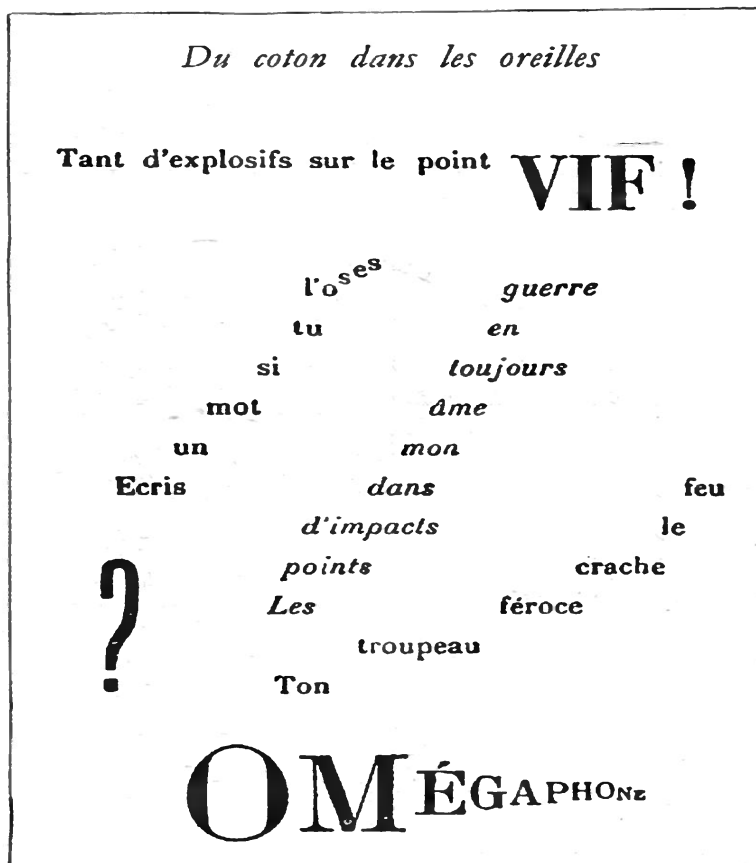 Du coton dans les oreilles
Tant d'explosifs sur le point VIF !
Ecris un mot si tu l'oses
?
Les points d'impacts dans mon âme toujours en guerre
Ton troupeau féroce crache le feu
OMÉGAPHONE